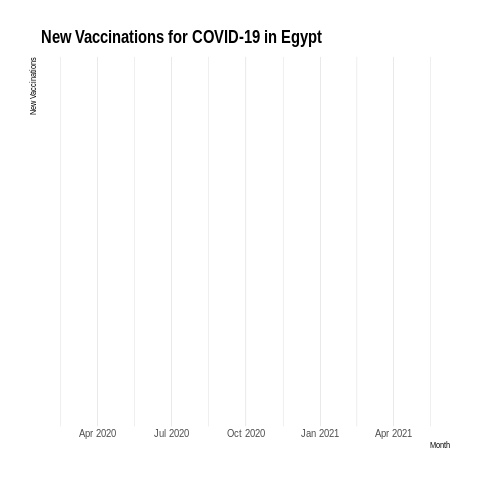 New Vaccinations for COVID-19 in Egypt
New Vaccinations
Apr 2020 Jul 2020 Oct 2020 Jan 2021 Apr 2021
Month